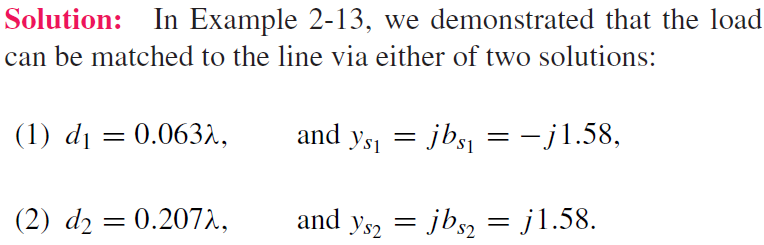 Solution: In Example 2-13, we demonstrated that the load
can be matched to the line via either of two solutions:
(1) d₁ = 0.063λ, and yₛ₁ = jbₛ₁ = −j1.58,
(2) d₂ = 0.207λ, and yₛ₂ = jbₛ₂ = j1.58.